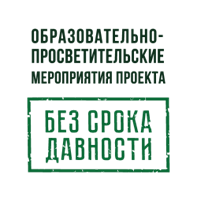 ОБРАЗОВАТЕЛЬНО-
ПРОСВЕТИТЕЛЬСКИЕ
МЕРОПРИЯТИЯ ПРОЕКТА
БЕЗ СРОКА
ДАВНОСТИ